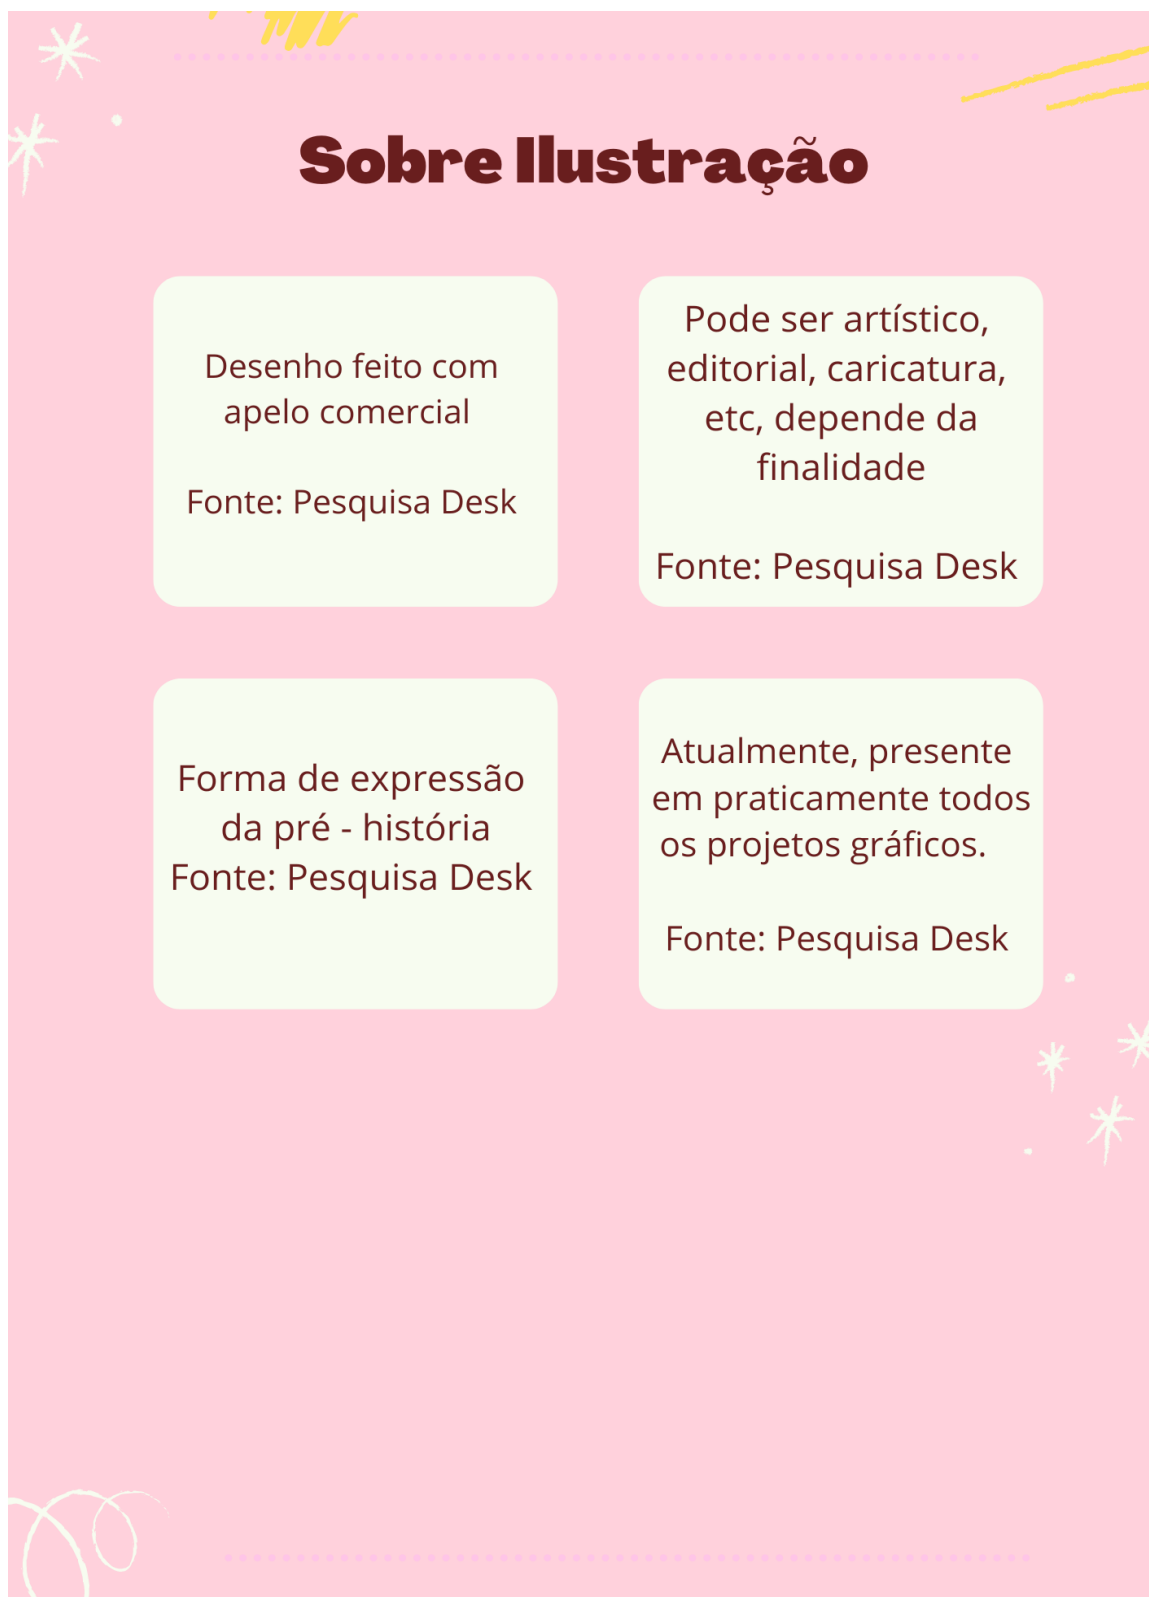 Sobre Ilustração
Desenho feito com
apelo comercial
Fonte: Pesquisa Desk
Pode ser artístico,
editorial, caricatura,
etc, depende da
finalidade
Fonte: Pesquisa Desk
Forma de expressão
da pré - história
Fonte: Pesquisa Desk
Atualmente, presente
em praticamente todos
os projetos gráficos.
Fonte: Pesquisa Desk